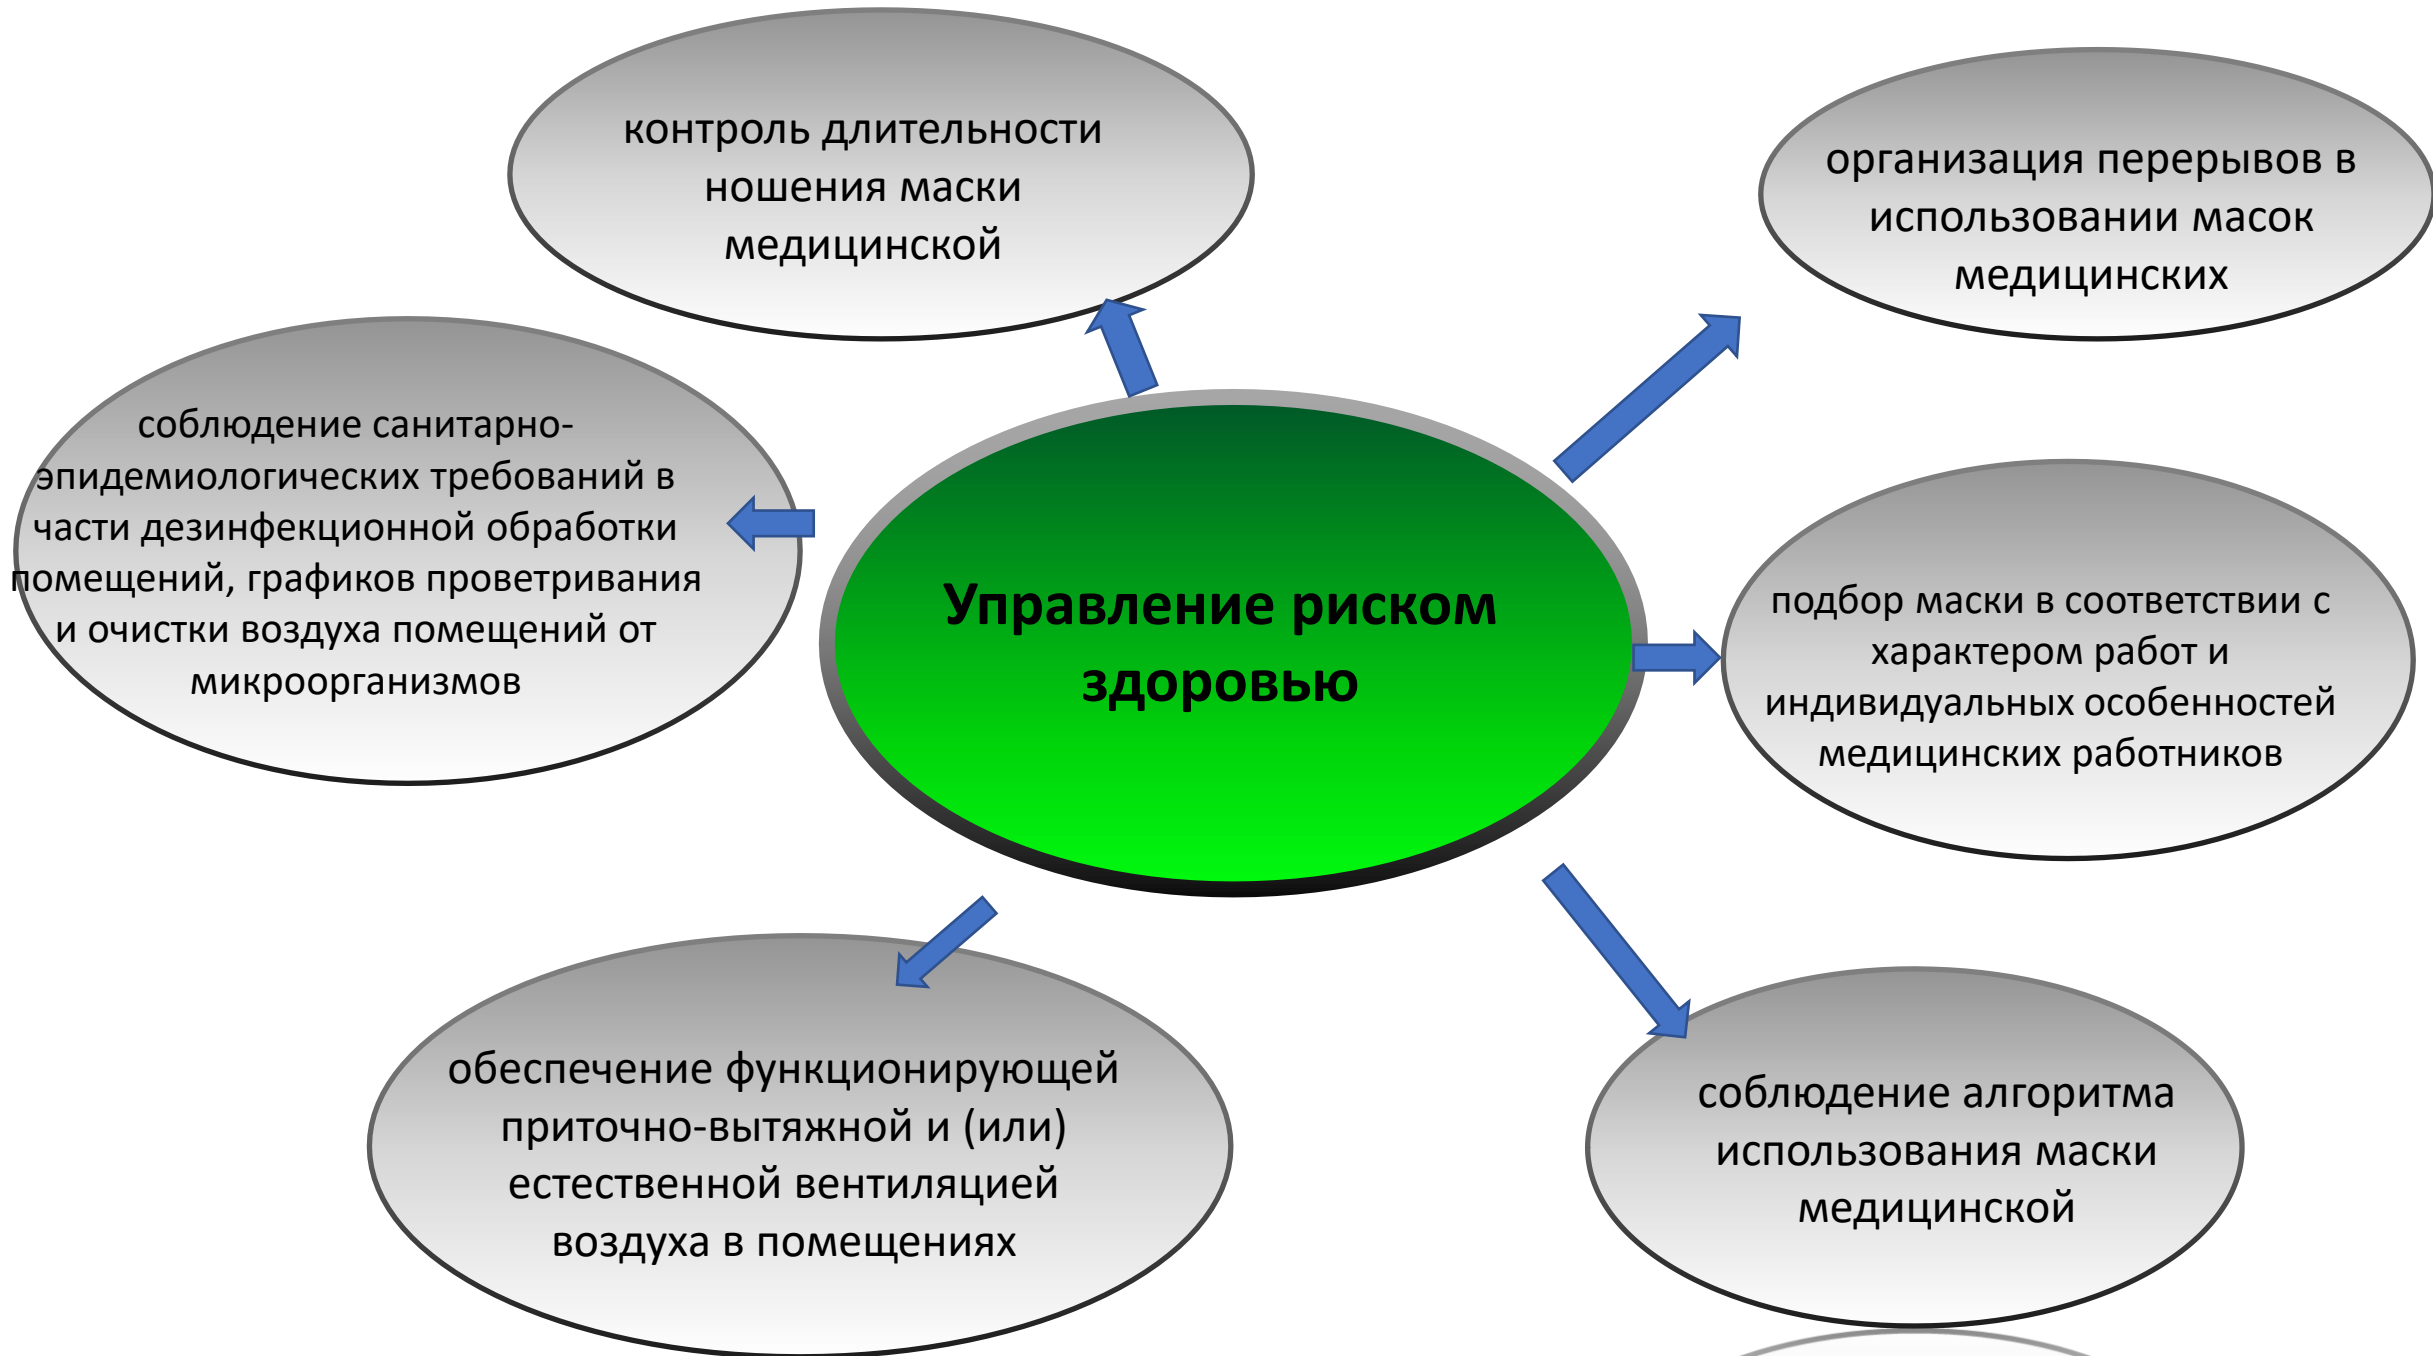 контроль длительности
ношения маски
медицинской
организация перерывов в
использовании масок
медицинских
соблюдение санитарно-
эпидемиологических требований в
части дезинфекционной обработки
помещений, графиков проветривания
и очистки воздуха помещений от
микроорганизмов
Управление риском
здоровью
подбор маски в соответствии с
характером работ и
индивидуальных особенностей
медицинских работников
обеспечение функционирующей
приточно-вытяжной и (или)
естественной вентиляцией
воздуха в помещениях
соблюдение алгоритма
использования маски
медицинской